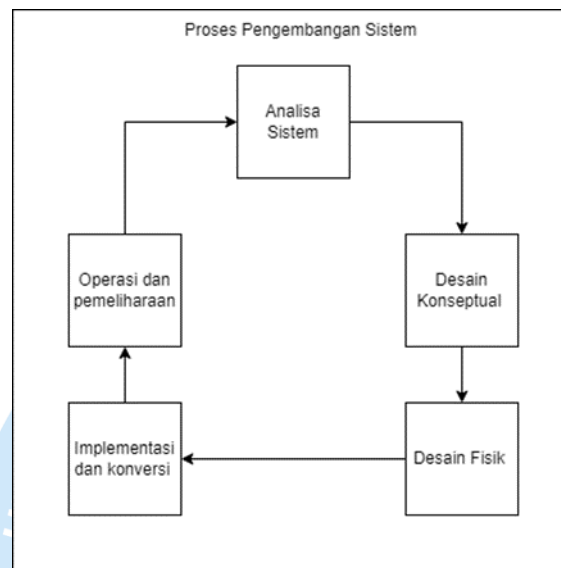 Proses Pengembangan Sistem
Analisa
Sistem
Desain
Konseptual
Desain Fisik
Implementasi
dan konversi
Operasi dan
pemeliharaan